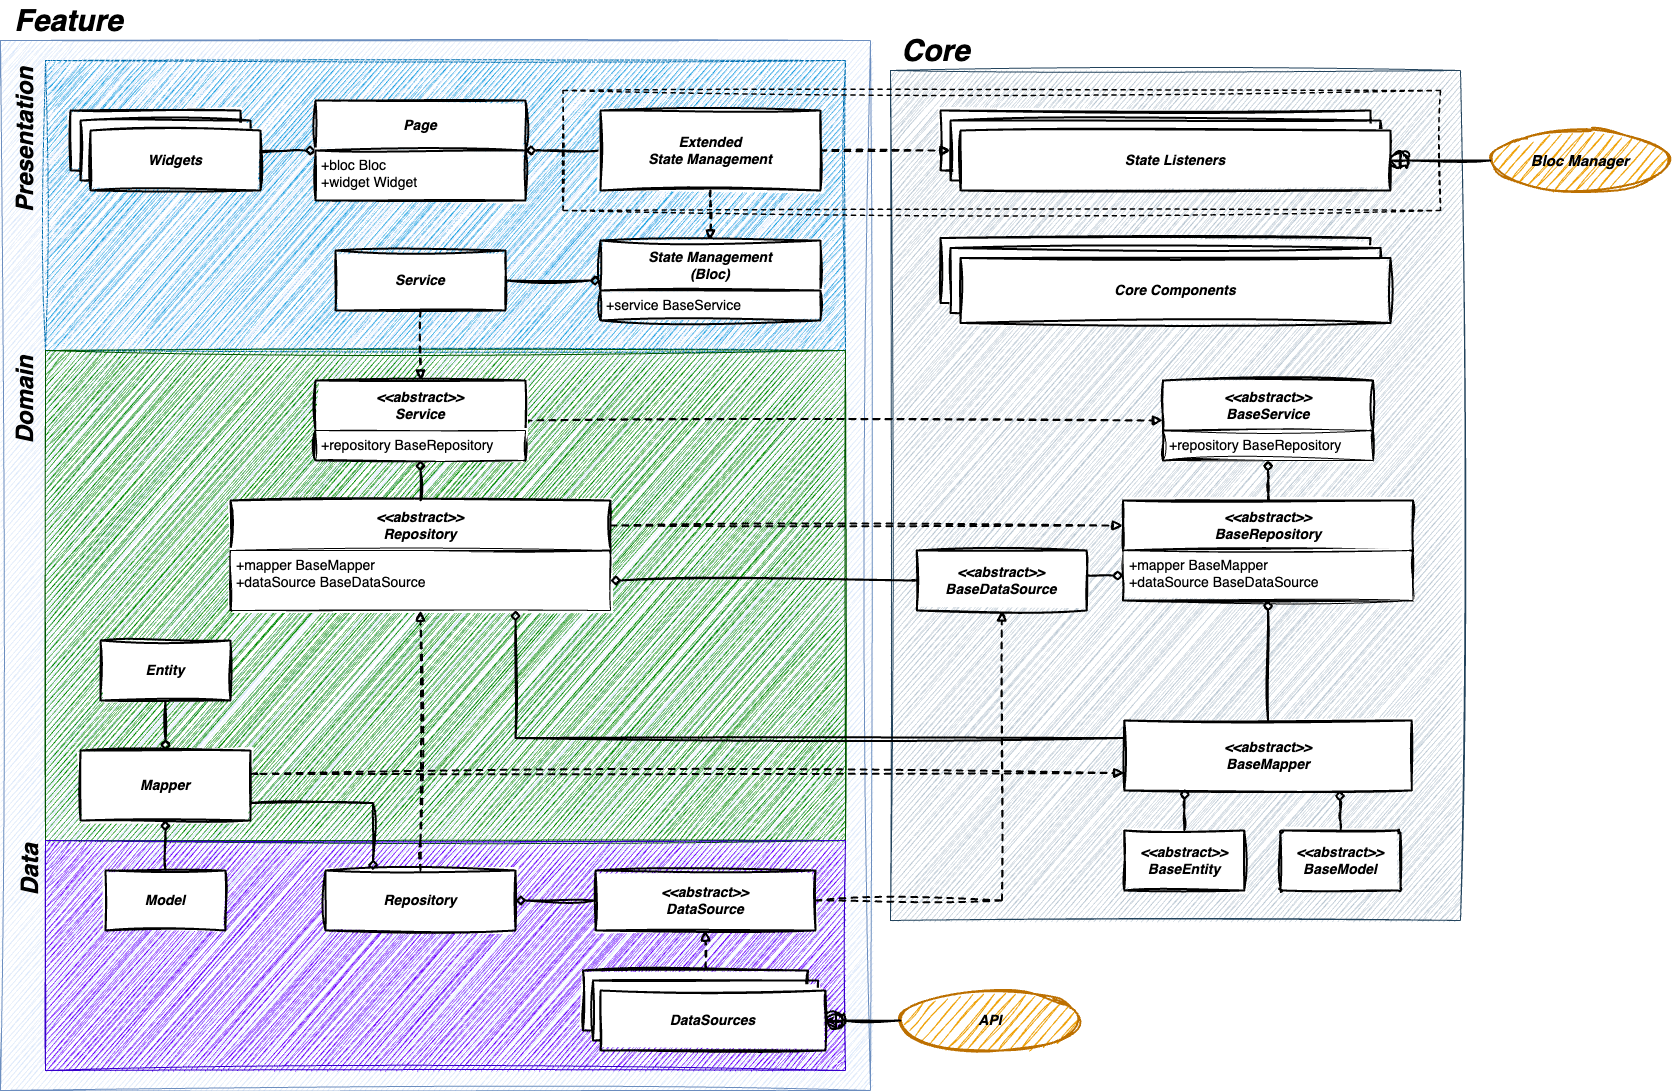 Feature
Core
Presentation
Widgets
Page
+bloc Bloc
+widget Widget
Extended
State Management
State Listeners
Bloc Manager
Service
State Management
(Bloc)
+service BaseService
Core Components
Domain
<<abstract>>
Service
+repository BaseRepository
<<abstract>>
BaseService
+repository BaseRepository
<<abstract>>
Repository
+mapper BaseMapper
+dataSource BaseDataSource
<<abstract>>
BaseDataSource
<<abstract>>
BaseRepository
+mapper BaseMapper
+dataSource BaseDataSource
Entity
Mapper
<<abstract>>
BaseMapper
<<abstract>>
BaseEntity
<<abstract>>
BaseModel
Data
Model
Repository
<<abstract>>
DataSource
DataSources
API